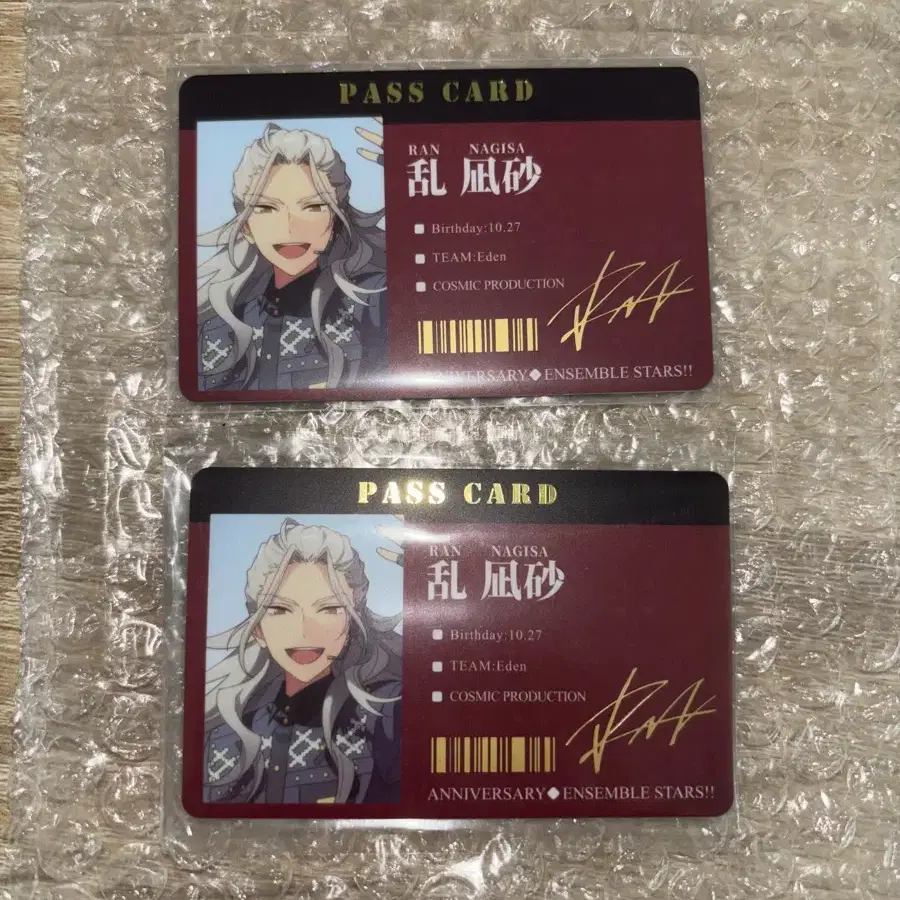 PASS CARD
RAN NAGISA
乱 凪砂
Birthday:10.27
TEAM:Eden
COSMIC PRODUCTION
ANNIVERSARY◆ENSEMBLE STARS!!
PASS CARD
RAN NAGISA
乱 凪砂
Birthday:10.27
TEAM:Eden
COSMIC PRODUCTION
ANNIVERSARY◆ENSEMBLE STARS!!